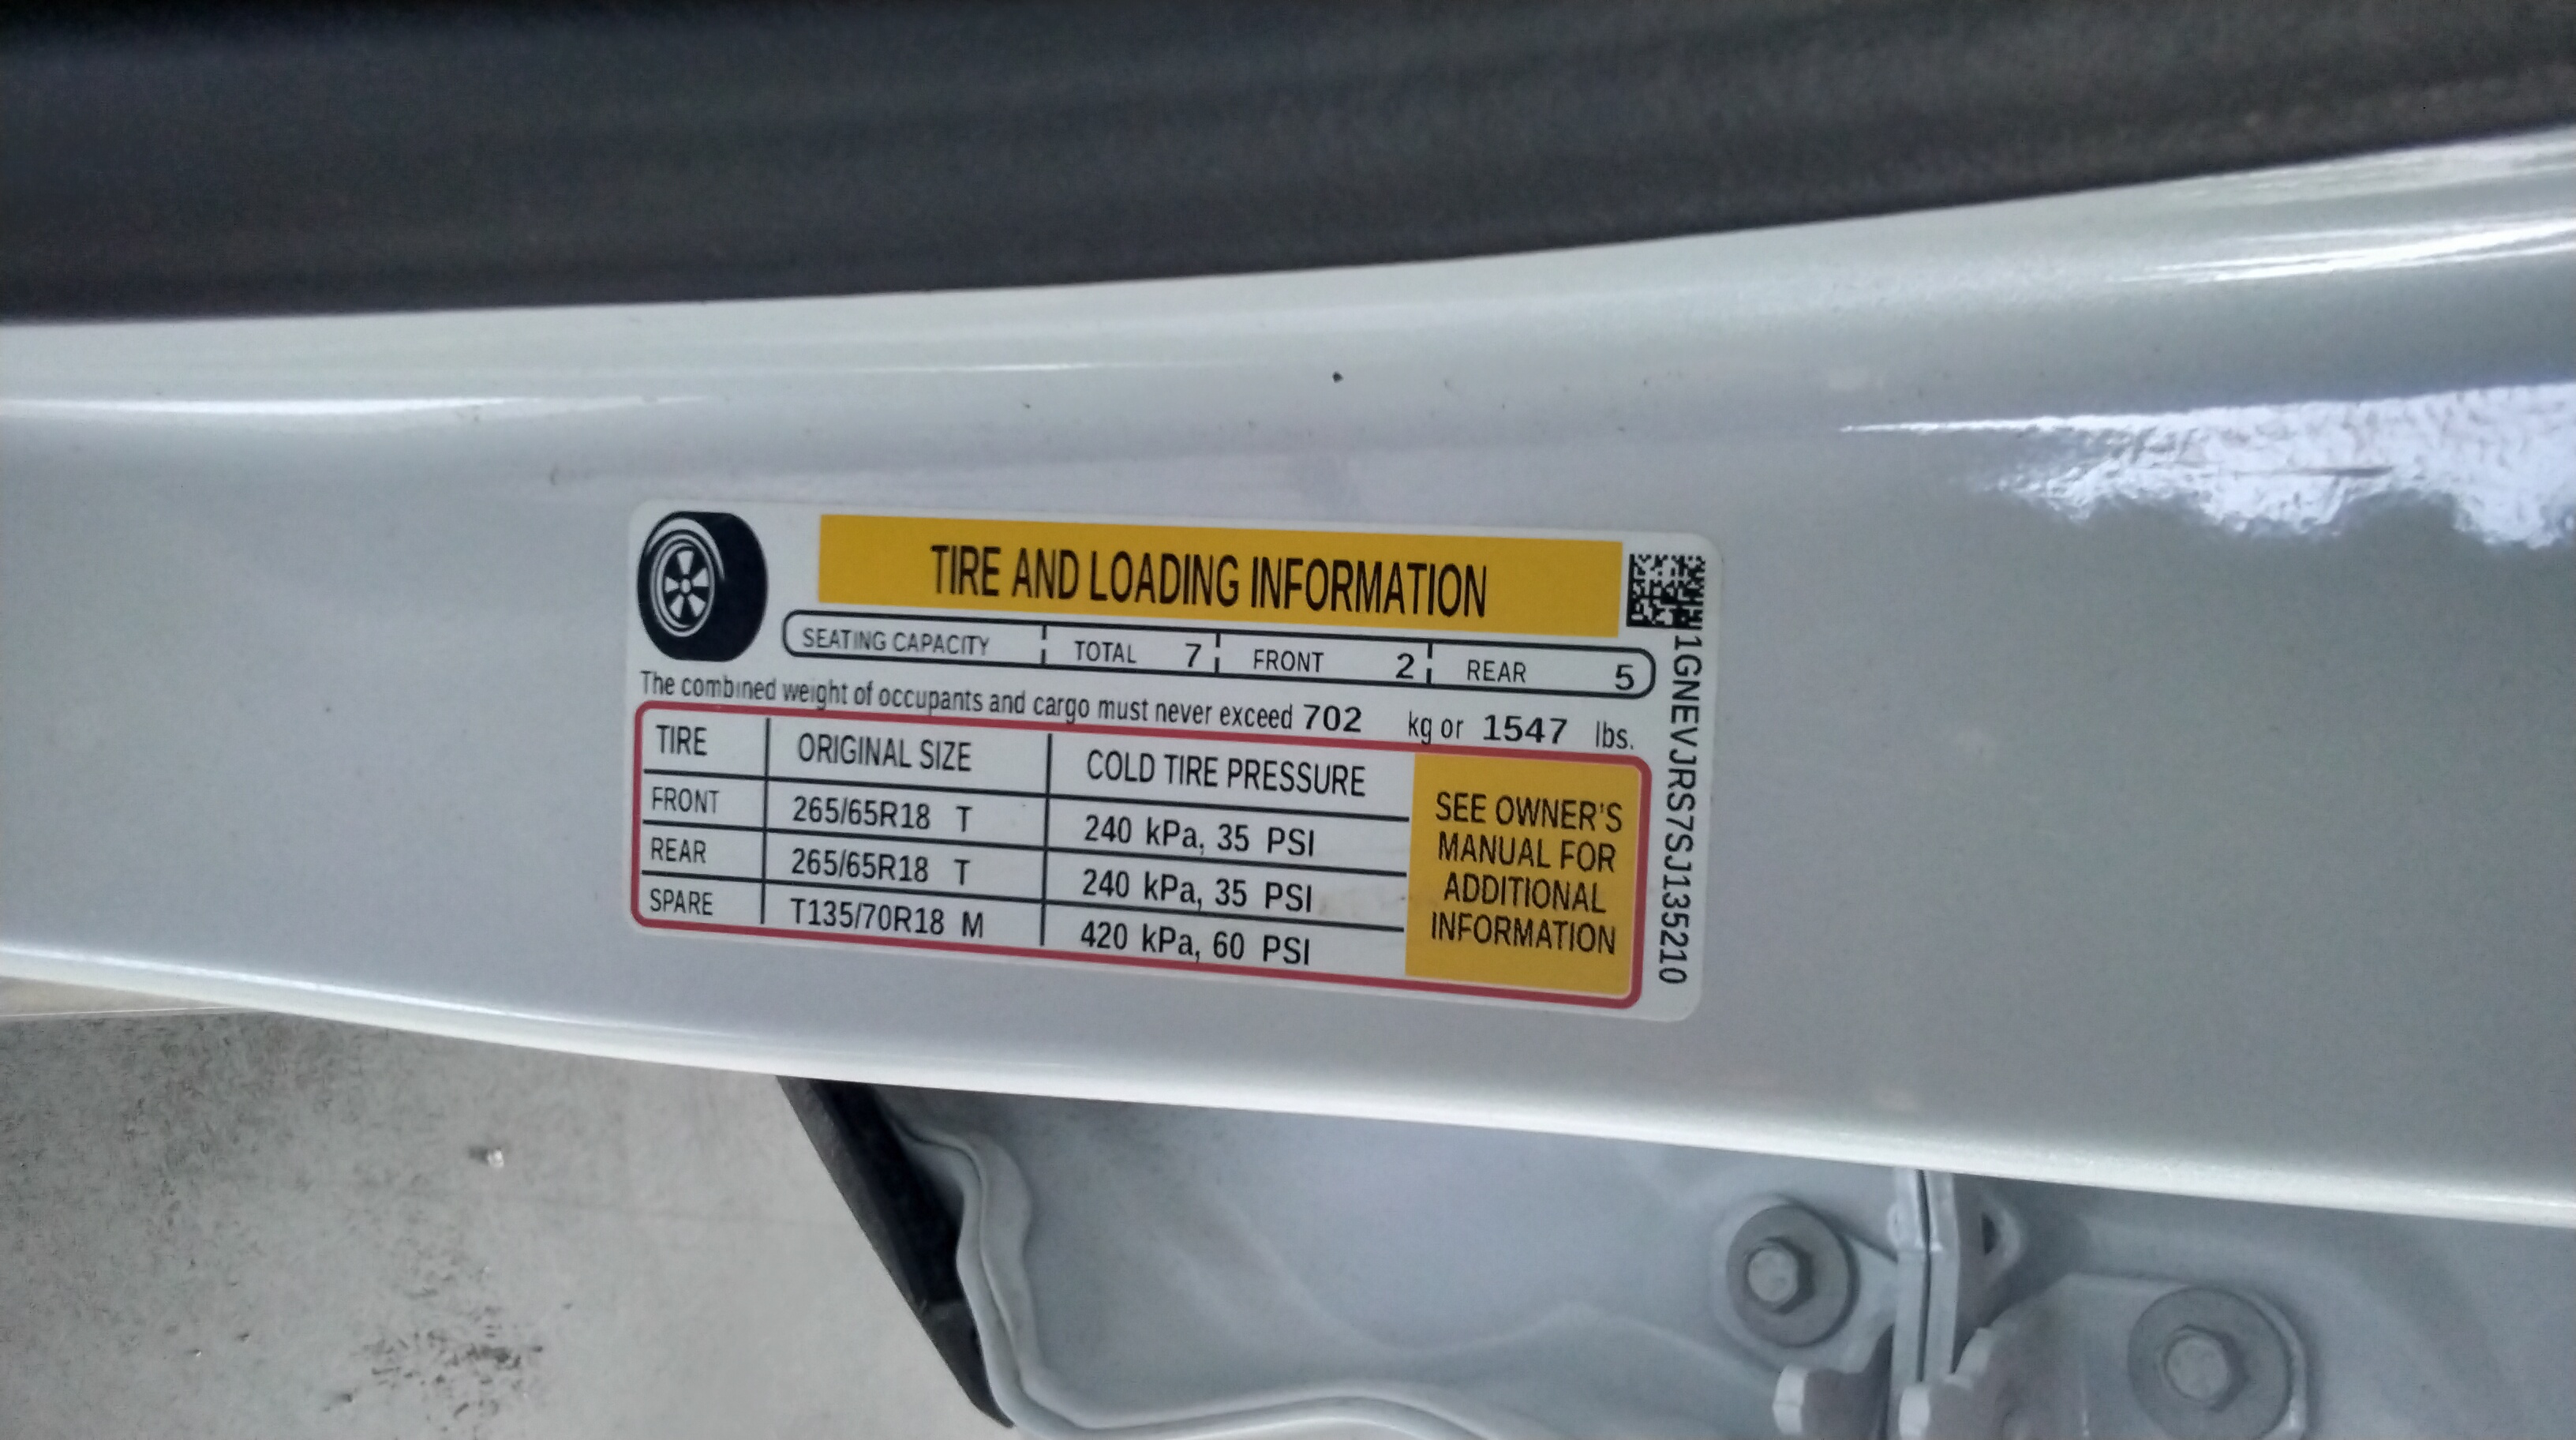 TIRE AND LOADING INFORMATION
SEATING CAPACITY TOTAL 7 FRONT 2 REAR 5
The combined weight of occupants and cargo must never exceed 702 kg or 1547 lbs.
TIRE ORIGINAL SIZE COLD TIRE PRESSURE
FRONT 265/65R18 T 240 kPa, 35 PSI
REAR 265/65R18 T 240 kPa, 35 PSI
SPARE T135/70R18 M 420 kPa, 60 PSI
SEE OWNER'S
MANUAL FOR
ADDITIONAL
INFORMATION
1GNEVJRS7SJ135210